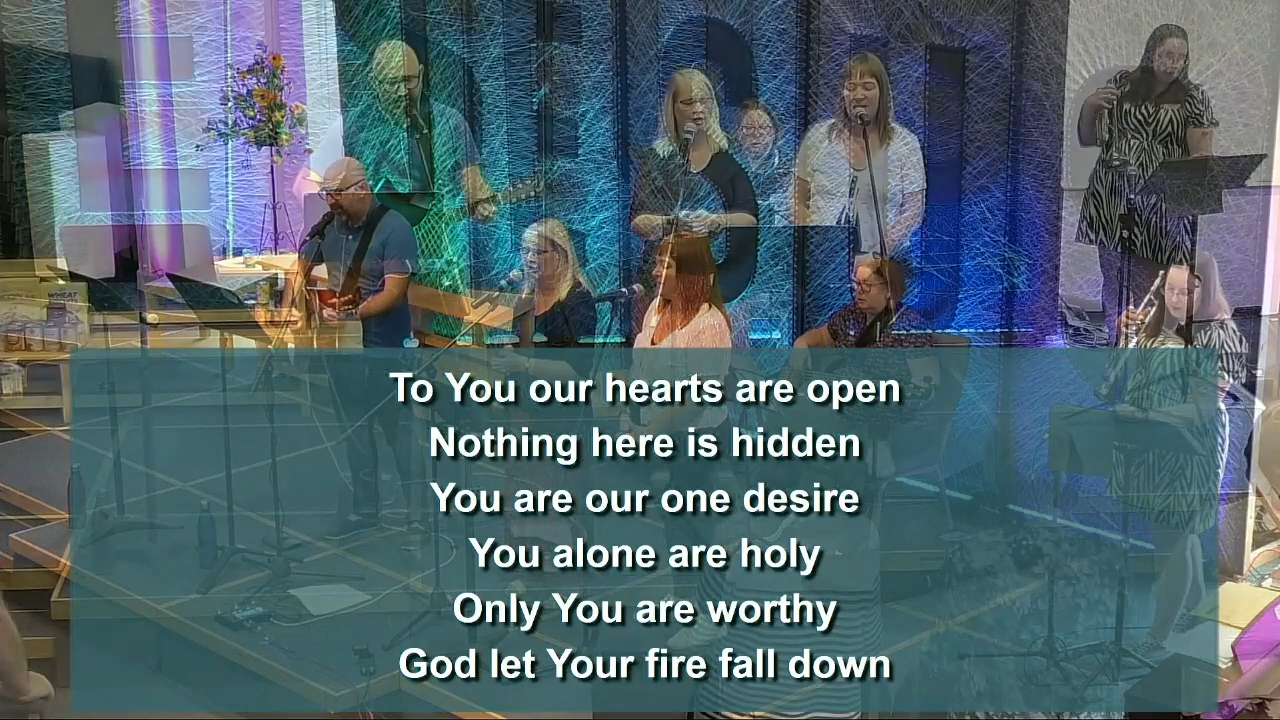 WHEAT
To You our hearts are open
Nothing here is hidden
You are our one desire
You alone are holy
Only You are worthy
God let Your fire fall down